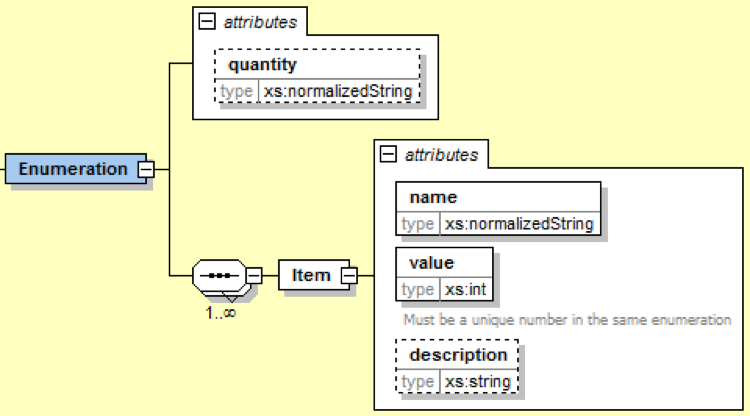 attributes
quantity
type xs:normalizedString
Enumeration
attributes
name
type xs:normalizedString
value
type xs:int
Must be a unique number in the same enumeration
Item
1..∞
description
type xs:string